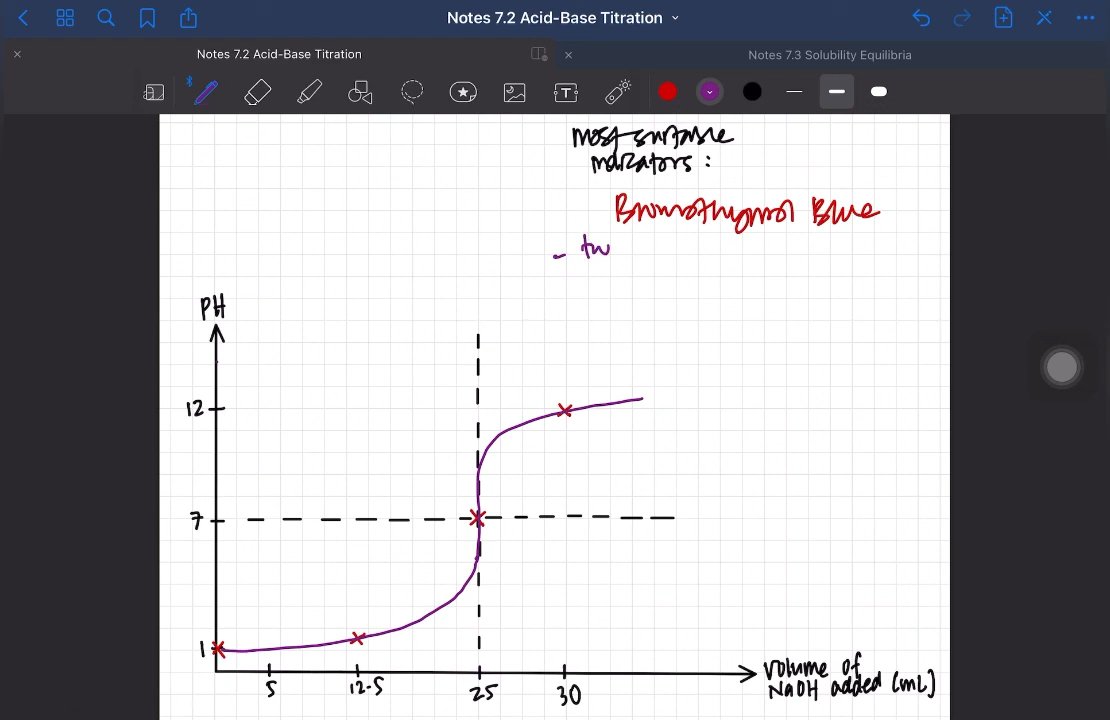 Notes 7.2 Acid-Base Titration
Notes 7.2 Acid-Base Titration
Notes 7.3 Solubility Equilibria
T
most suitable
indicators :
Bromothymol Blue
- tw
PH
12
7
1
5
12.5
25
30
Volume of
NaOH added (mL)